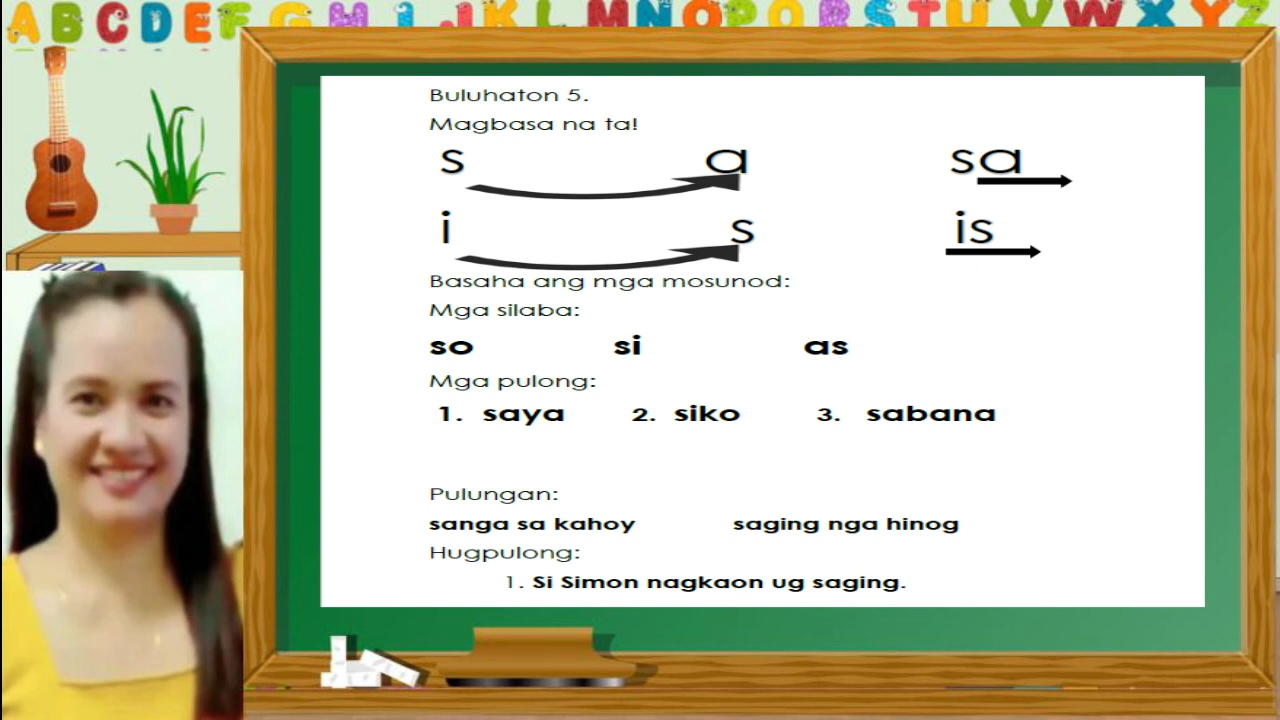 A B C D E F G H I J K L M N O P Q R S T U V W X Y Z
Buluhaton 5.
Magbasa na ta!
s a sa
i s is
Basaha ang mga mosunod:
Mga silaba:
so si as
Mga pulong:
1. saya 2. siko 3. sabana
Pulungan:
sanga sa kahoy saging nga hinog
Hugpulong:
1. Si Simon nagkaon ug saging.